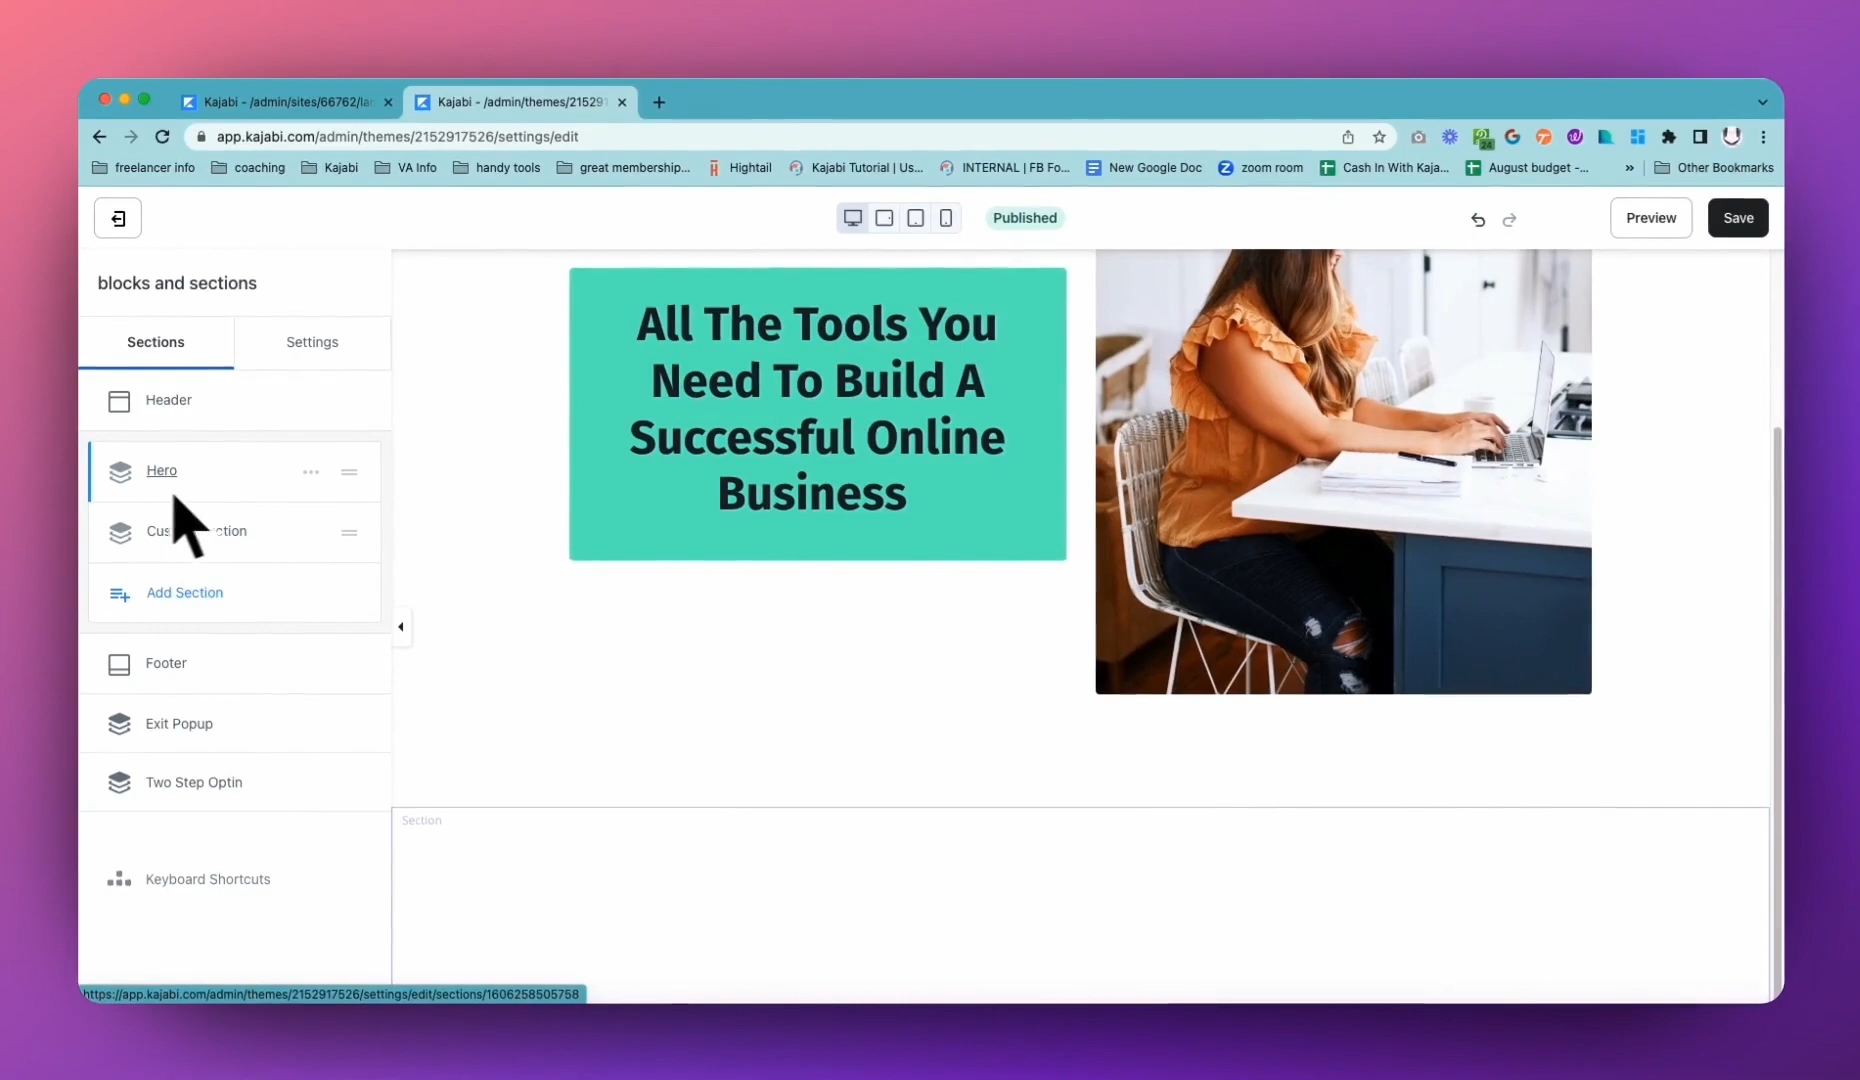 Kajabi - /admin/sites/66762/lan
Kajabi - /admin/themes/215291
app.kajabi.com/admin/themes/2152917526/settings/edit
freelancer info
coaching
Kajabi
VA Info
handy tools
great membership...
Hightail
Kajabi Tutorial | Us...
INTERNAL | FB Fo...
New Google Doc
zoom room
Cash In With Kaja...
August budget -...
»
Other Bookmarks
24
Published
Preview
Save
blocks and sections
Sections
Settings
Header
Hero
Add Section
Footer
Exit Popup
Two Step Optin
Keyboard Shortcuts
All The Tools You
Need To Build A
Successful Online
Business
Section
https://app.kajabi.com/admin/themes/2152917526/settings/edit/sections/1606258505758